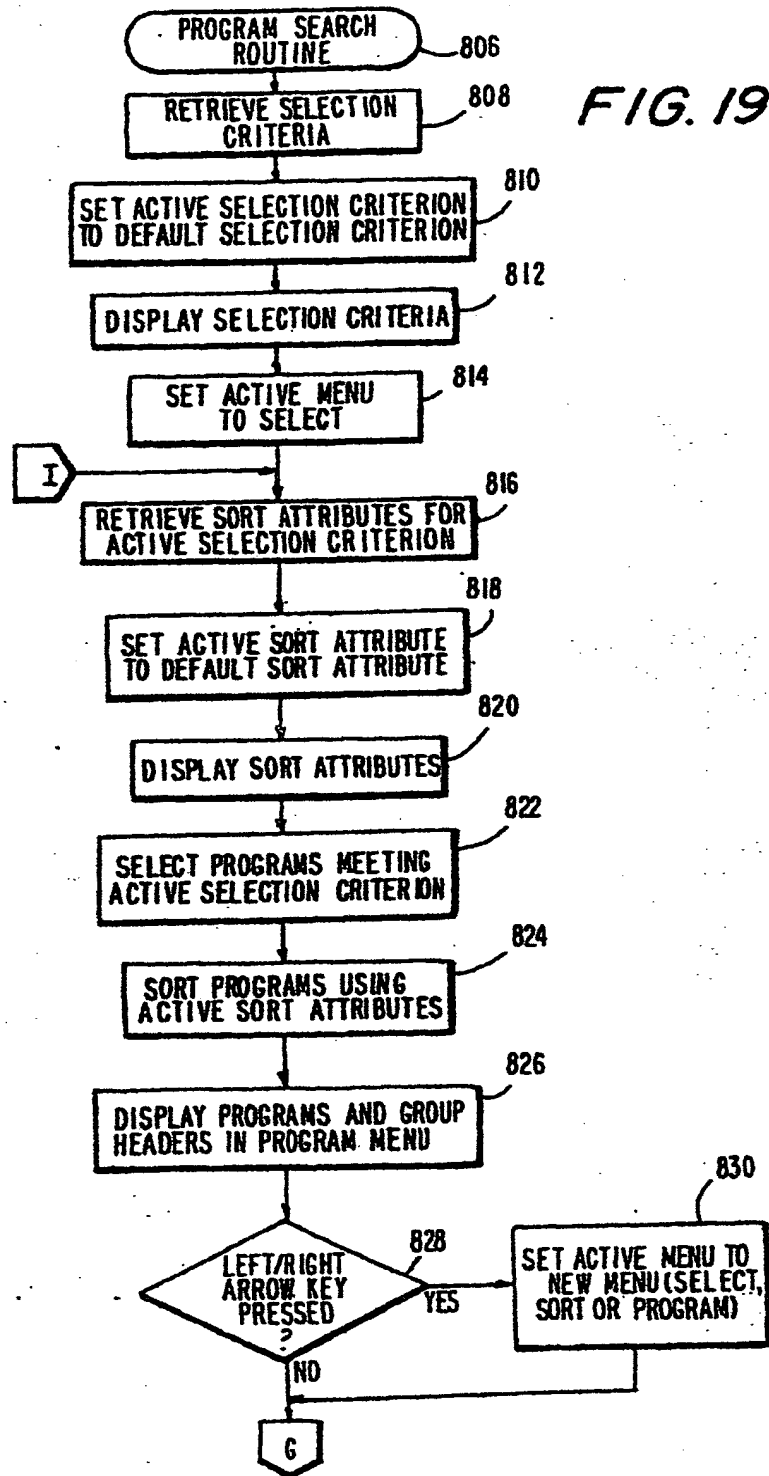 PROGRAM SEARCH
ROUTINE
806
FIG. 19
RETRIEVE SELECTION
CRITERIA
808
SET ACTIVE SELECTION CRITERION
TO DEFAULT SELECTION CRITERION
810
DISPLAY SELECTION CRITERIA
812
SET ACTIVE MENU
TO SELECT
814
I
RETRIEVE SORT ATTRIBUTES FOR
ACTIVE SELECTION CRITERION
816
SET ACTIVE SORT ATTRIBUTE
TO DEFAULT SORT ATTRIBUTE
818
DISPLAY SORT ATTRIBUTES
820
SELECT PROGRAMS MEETING
ACTIVE SELECTION CRITERION
822
SORT PROGRAMS USING
ACTIVE SORT ATTRIBUTES
824
DISPLAY PROGRAMS AND GROUP
HEADERS IN PROGRAM MENU
826
LEFT/RIGHT
ARROW KEY
PRESSED
?
828
YES
SET ACTIVE MENU TO
NEW MENU (SELECT,
SORT OR PROGRAM)
830
NO
G